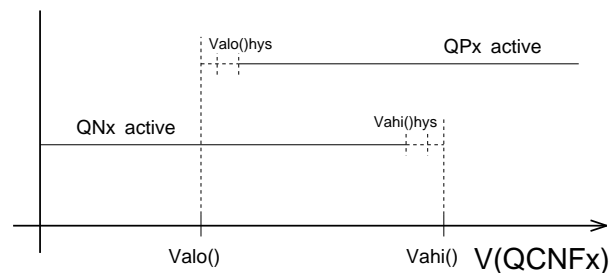 Valo()hys
QPx active
QNx active
Vahi()hys
Valo()
Vahi()
V(QCNFx)